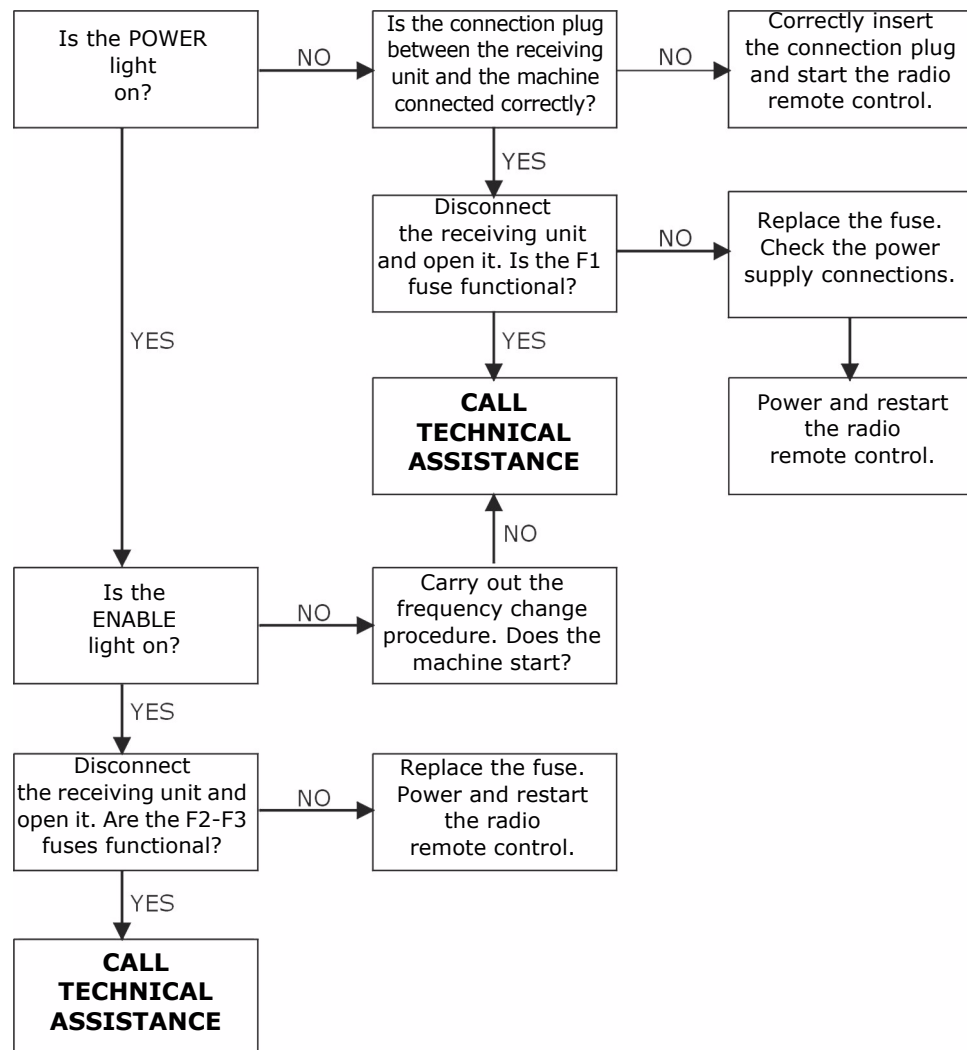 Is the POWER
light
on?
NO
Is the connection plug
between the receiving
unit and the machine
connected correctly?
NO
Correctly insert
the connection plug
and start the radio
remote control.
YES
Disconnect
the receiving unit
and open it. Is the F1
fuse functional?
NO
Replace the fuse.
Check the power
supply connections.
YES
YES
CALL
TECHNICAL
ASSISTANCE
Power and restart
the radio
remote control.
NO
Is the
ENABLE
light on?
NO
Carry out the
frequency change
procedure. Does the
machine start?
YES
Disconnect
the receiving unit and
open it. Are the F2-F3
fuses functional?
NO
Replace the fuse.
Power and restart
the radio
remote control.
YES
CALL
TECHNICAL
ASSISTANCE